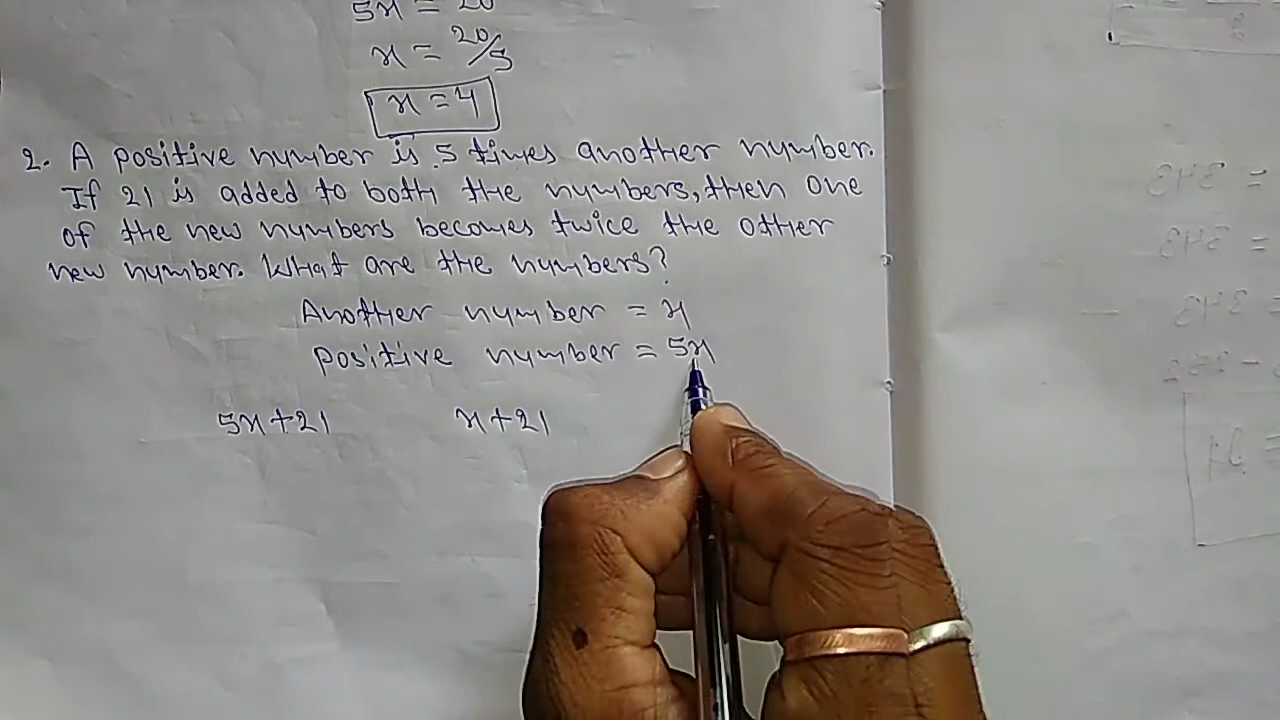 5x = 20
x = 20/5
x = 4
2. A positive number is 5 times another number.
If 21 is added to both the numbers, then one
of the new numbers becomes twice the other
new number. What are the numbers?
Another number = x
positive number = 5x
5x+21 x+21